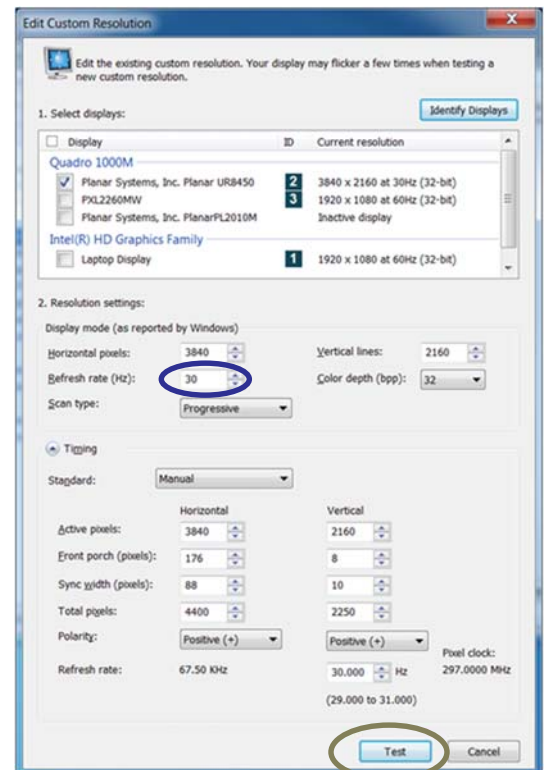 Edit Custom Resolution
X
Edit the existing custom resolution. Your display may flicker a few times when testing a
new custom resolution.
1. Select displays:
Identify Displays
Display ID Current resolution
Quadro 1000M
Planar Systems, Inc. Planar UR8450 2 3840 x 2160 at 30Hz (32-bit)
PXL2260MW 3 1920 x 1080 at 60Hz (32-bit)
Planar Systems, Inc. PlanarPL2010M Inactive display
Intel(R) HD Graphics Family
Laptop Display 1 1920 x 1080 at 60Hz (32-bit)
2. Resolution settings:
Display mode (as reported by Windows)
Horizontal pixels: 3840 Vertical lines: 2160
Refresh rate (Hz): 30 Color depth (bpp): 32
Scan type: Progressive
Timing
Standard: Manual
Horizontal Vertical
Active pixels: 3840 2160
Front porch (pixels): 176 8
Sync width (pixels): 88 10
Total pixels: 4400 2250
Polarity: Positive (+) Positive (+)
Pixel clock:
Refresh rate: 67.50 KHz 30.000 Hz 297.0000 MHz
(29.000 to 31.000)
Test Cancel